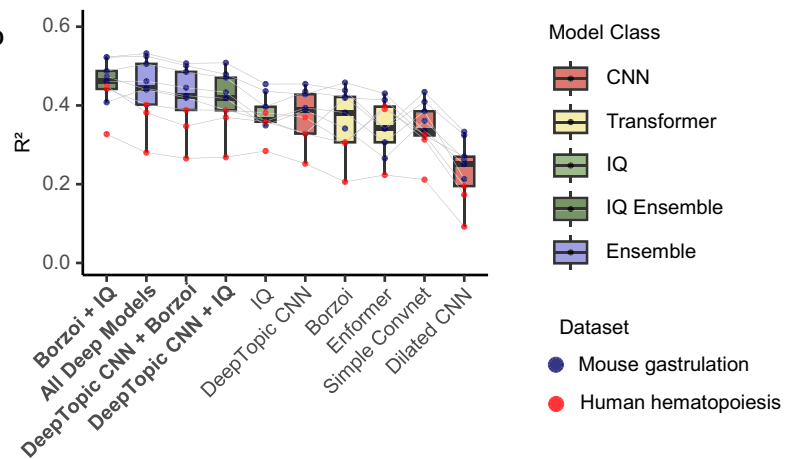 0.6
0.4
0.2
0.0
R²
Borzoi + IQ
All Deep Models
DeepTopic CNN + Borzoi
DeepTopic CNN + IQ
IQ
DeepTopic CNN
Borzoi
Enformer
Simple Convnet
Dilated CNN
Model Class
CNN
Transformer
IQ
IQ Ensemble
Ensemble
Dataset
Mouse gastrulation
Human hematopoiesis